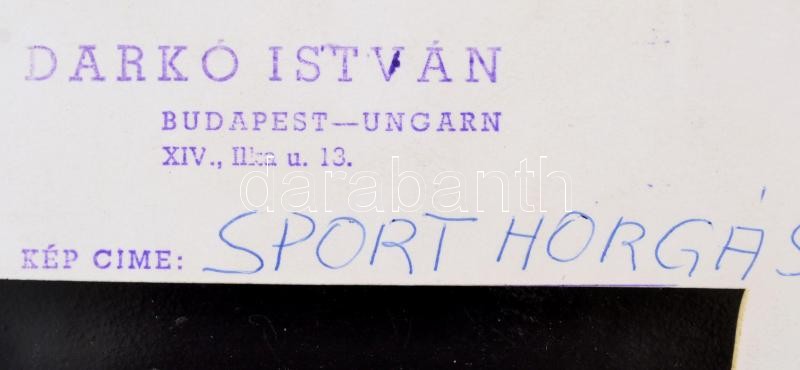 DARKÓ ISTVÁN
BUDAPEST—UNGARN
XIV., Ilka u. 13.
darabanth
KÉP CIME: SPORT HORGÁS